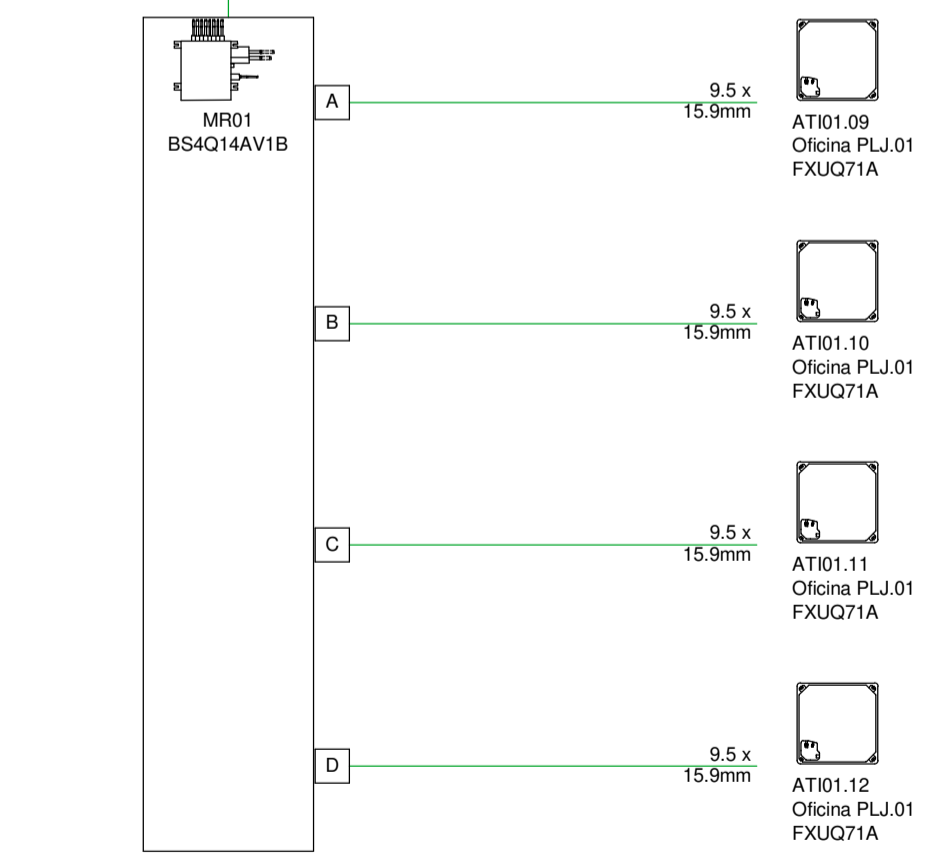 MR01
BS4Q14AV1B
A
9.5 x
15.9mm
ATI01.09
Oficina PLJ.01
FXUQ71A
B
9.5 x
15.9mm
ATI01.10
Oficina PLJ.01
FXUQ71A
C
9.5 x
15.9mm
ATI01.11
Oficina PLJ.01
FXUQ71A
D
9.5 x
15.9mm
ATI01.12
Oficina PLJ.01
FXUQ71A